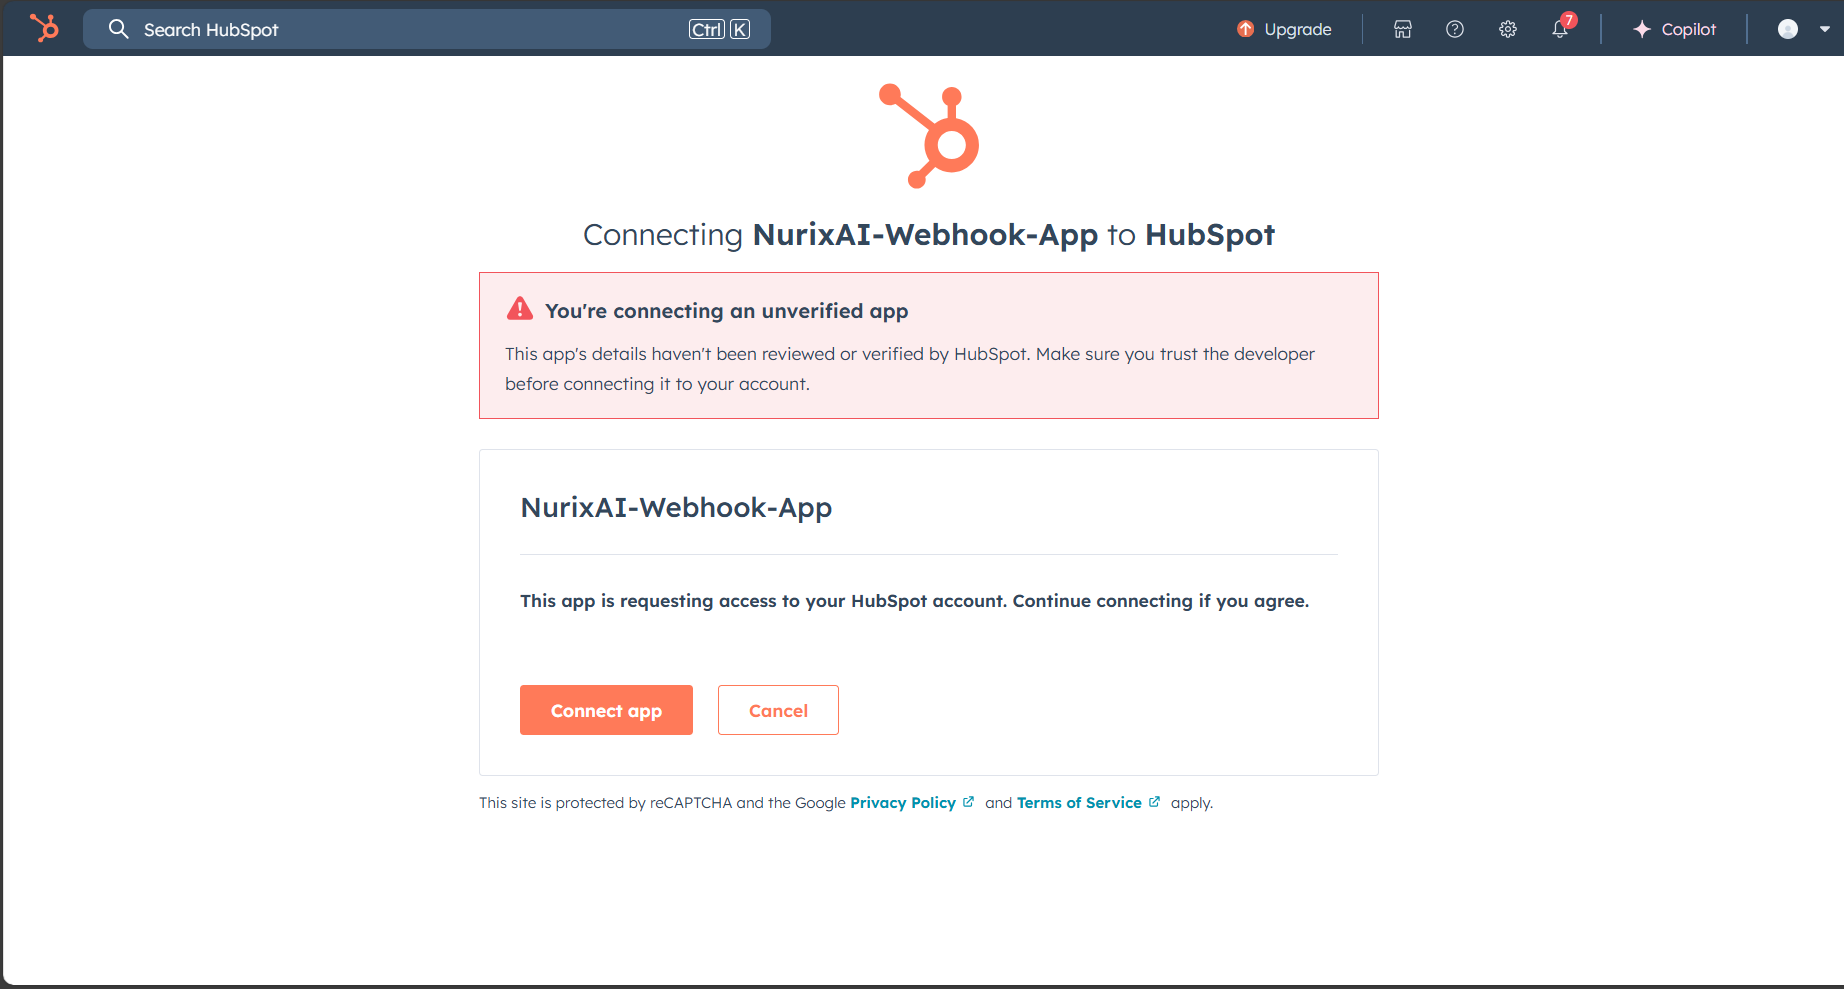 Search HubSpot Ctrl K Upgrade 7 Copilot
Connecting NurixAI-Webhook-App to HubSpot
You're connecting an unverified app
This app's details haven't been reviewed or verified by HubSpot. Make sure you trust the developer
before connecting it to your account.
NurixAI-Webhook-App
This app is requesting access to your HubSpot account. Continue connecting if you agree.
Connect app Cancel
This site is protected by reCAPTCHA and the Google Privacy Policy and Terms of Service apply.